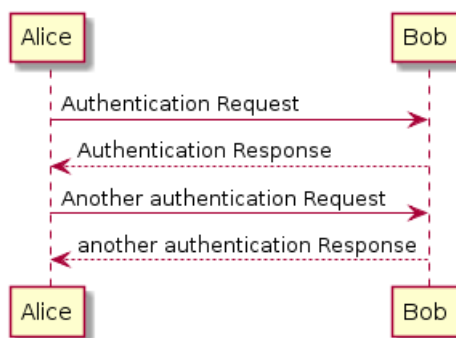 Alice Bob
Authentication Request
Authentication Response
Another authentication Request
another authentication Response
Alice Bob